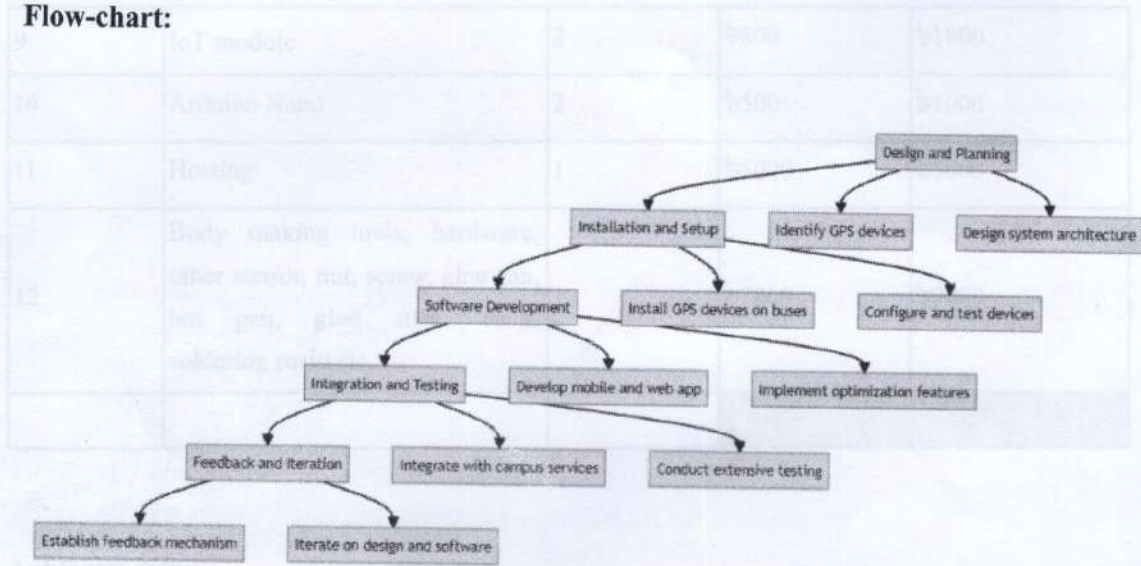 Flow-chart:
9 IoT module 2 ৳800 ৳1600
10 Arduino Nano 2 ৳500 ৳1000
Design and Planning
11 Hosting 1 ৳5000
Installation and Setup Identify GPS devices Design system architecture
Body making tools, hardware,
other sensor, nut, screw, glue
12
Software Development Install GPS devices on buses Configure and test devices
soldering
Integration and Testing Develop mobile and web app Implement optimization features
Feedback and Iteration Integrate with campus services Conduct extensive testing
Establish feedback mechanism Iterate on design and software